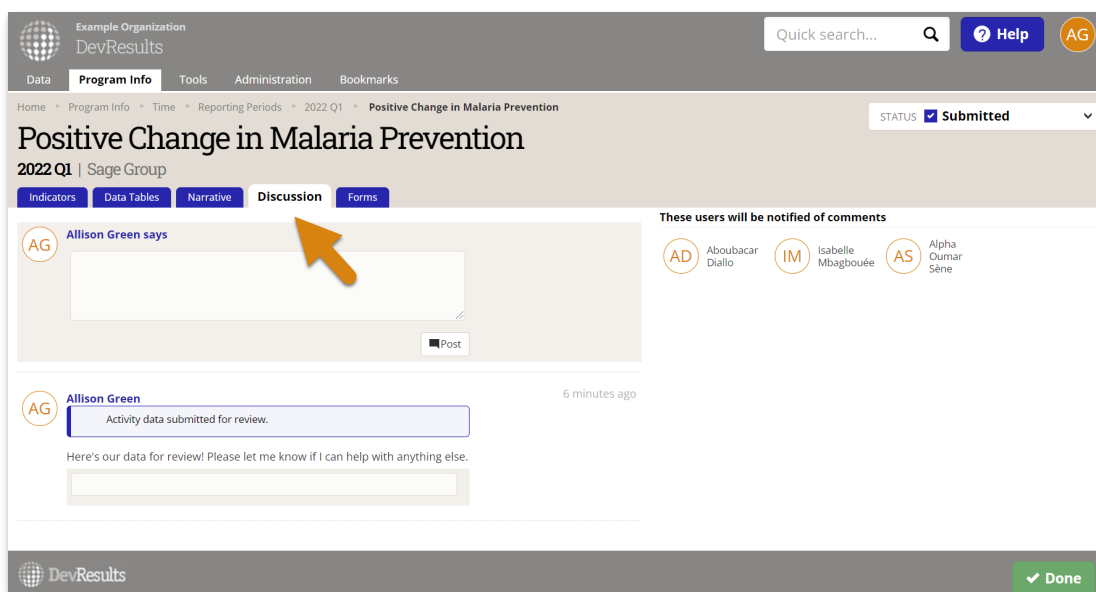 Example Organization
DevResults
Quick search...
Help
AG
Data Program Info Tools Administration Bookmarks
Home Program Info Time Reporting Periods 2022 Q1 Positive Change in Malaria Prevention
STATUS Submitted
Positive Change in Malaria Prevention
2022 Q1 | Sage Group
Indicators Data Tables Narrative Discussion Forms
AG
Allison Green says
Post
These users will be notified of comments
AD Aboubacar
Diallo
IM Isabelle
Mbagbouée
AS Alpha
Oumar
Sène
AG
Allison Green
6 minutes ago
Activity data submitted for review.
Here's our data for review! Please let me know if I can help with anything else.
DevResults
Done